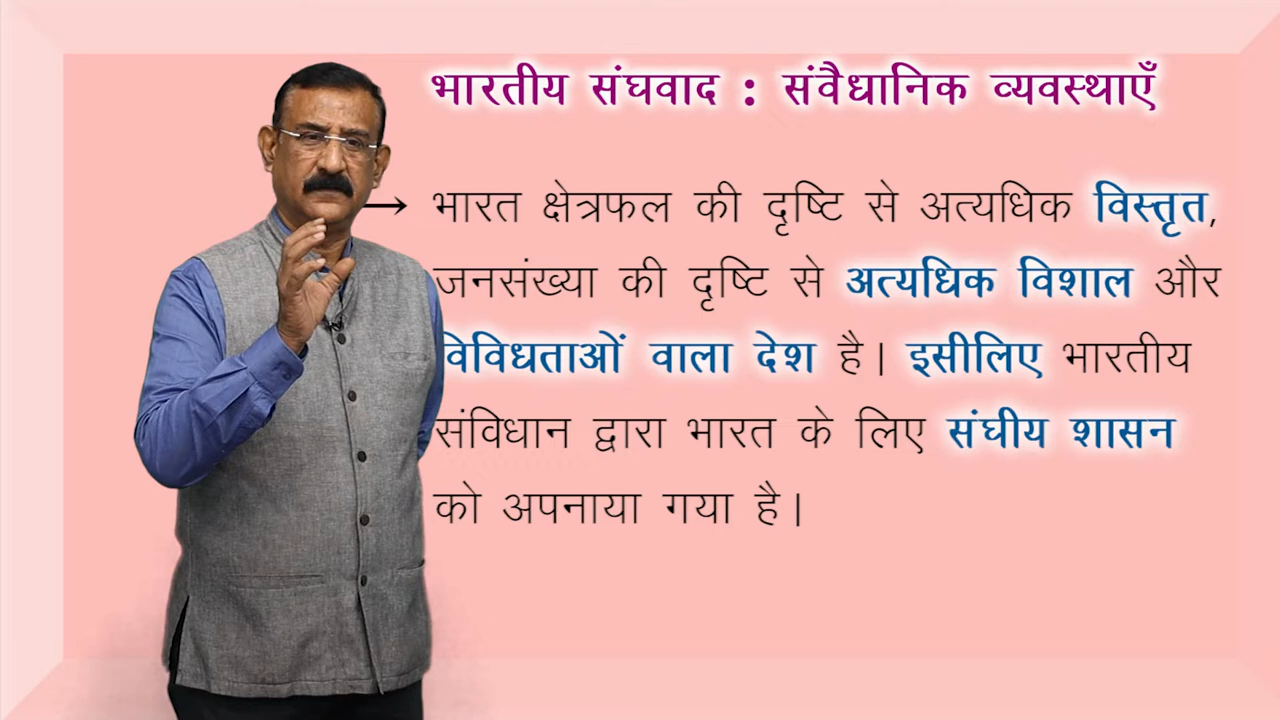 भारतीय संघवाद : संवैधानिक व्यवस्थाएँ
→ भारत क्षेत्रफल की दृष्टि से अत्यधिक विस्तृत,
जनसंख्या की दृष्टि से अत्यधिक विशाल और
विविधताओं वाला देश है। इसीलिए भारतीय
संविधान द्वारा भारत के लिए संघीय शासन
को अपनाया गया है।